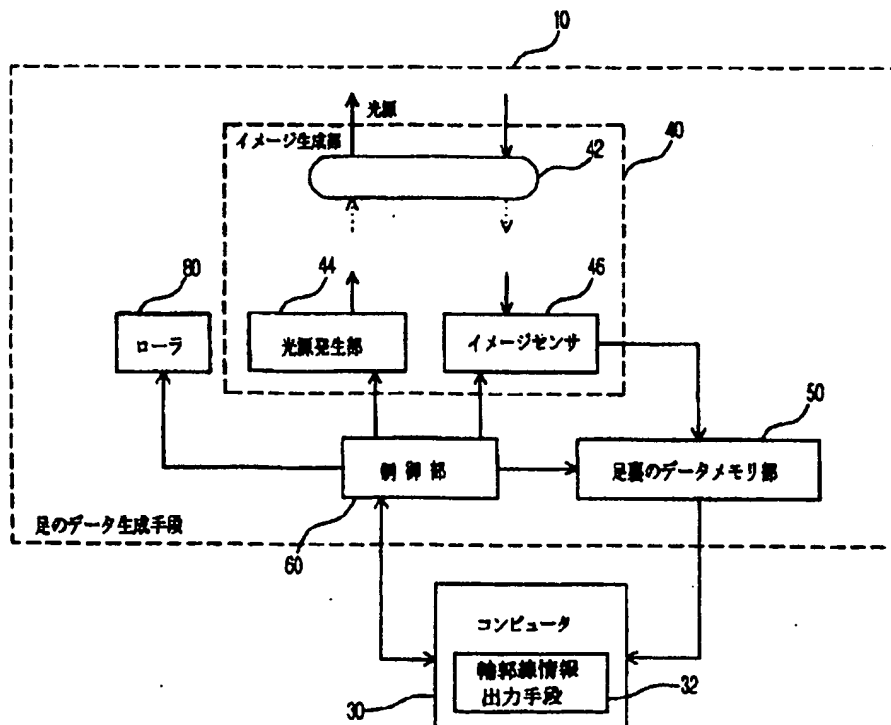 10
光源
イメージ生成部
40
42
44
46
80
ローラ
光源発生部
イメージセンサ
50
制御部
足裏のデータメモリ部
足のデータ生成手段
60
コンピュータ
輪郭線情報
出力手段
30
32